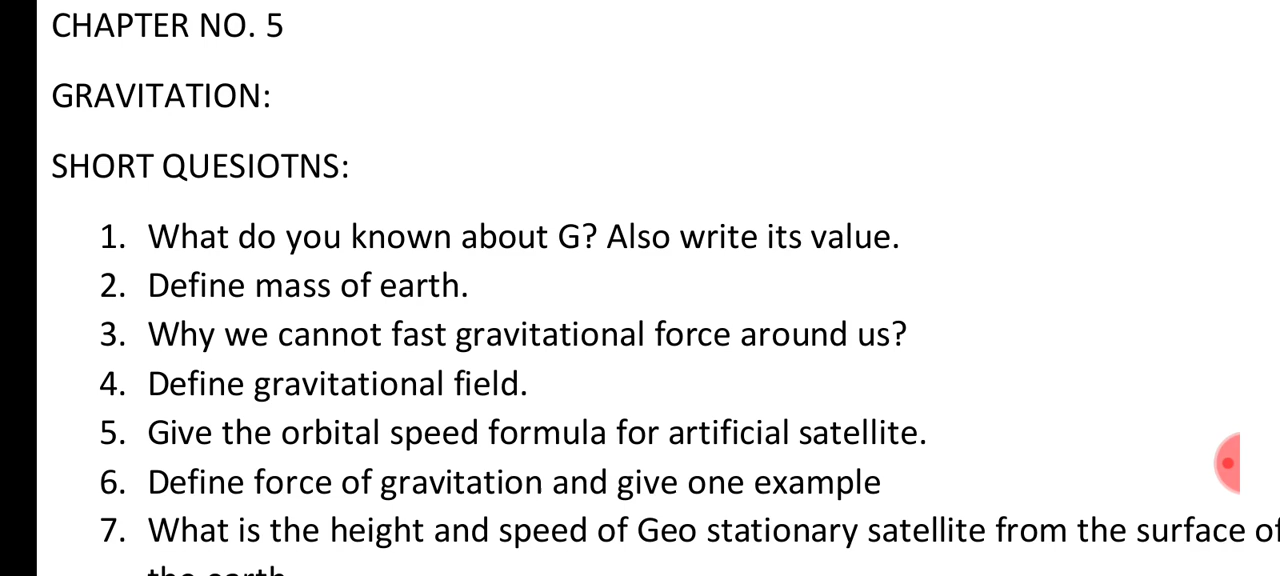 CHAPTER NO. 5
GRAVITATION:
SHORT QUESIOTNS:
1. What do you known about G? Also write its value.
2. Define mass of earth.
3. Why we cannot fast gravitational force around us?
4. Define gravitational field.
5. Give the orbital speed formula for artificial satellite.
6. Define force of gravitation and give one example
7. What is the height and speed of Geo stationary satellite from the surface of
the earth